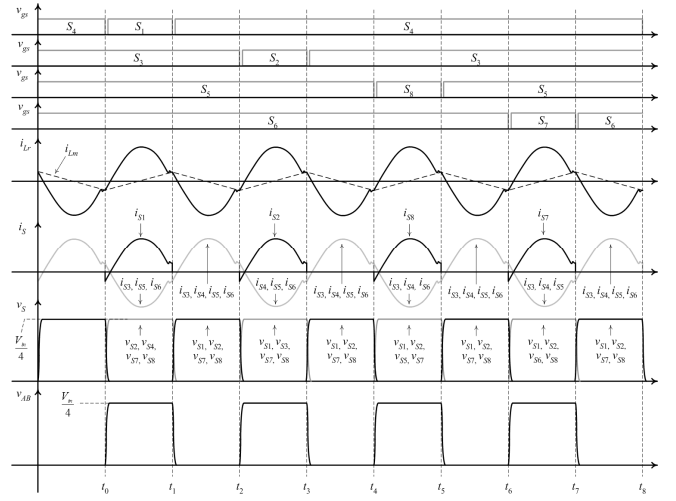 v_gs S_4 S_1 S_4
v_gs S_3 S_2 S_3
v_gs S_5 S_8 S_5
v_gs S_6 S_7 S_6
i_Lr i_Lm
i_S i_S1 i_S2 i_S8 i_S7
i_S3, i_S5, i_S6 i_S3, i_S4, i_S5, i_S6 i_S4, i_S5, i_S6 i_S3, i_S4, i_S5, i_S6 i_S3, i_S4, i_S6 i_S3, i_S4, i_S5, i_S6 i_S3, i_S4, i_S5 i_S3, i_S4, i_S5, i_S6
v_S
V_in/4
v_S2, v_S4, v_S1, v_S2, v_S1, v_S3, v_S1, v_S2, v_S1, v_S2, v_S1, v_S2, v_S1, v_S2, v_S1, v_S2,
v_S7, v_S8 v_S7, v_S8 v_S7, v_S8 v_S7, v_S8 v_S5, v_S7 v_S7, v_S8 v_S6, v_S8 v_S7, v_S8
v_AB V_in/4
t_0 t_1 t_2 t_3 t_4 t_5 t_6 t_7 t_8